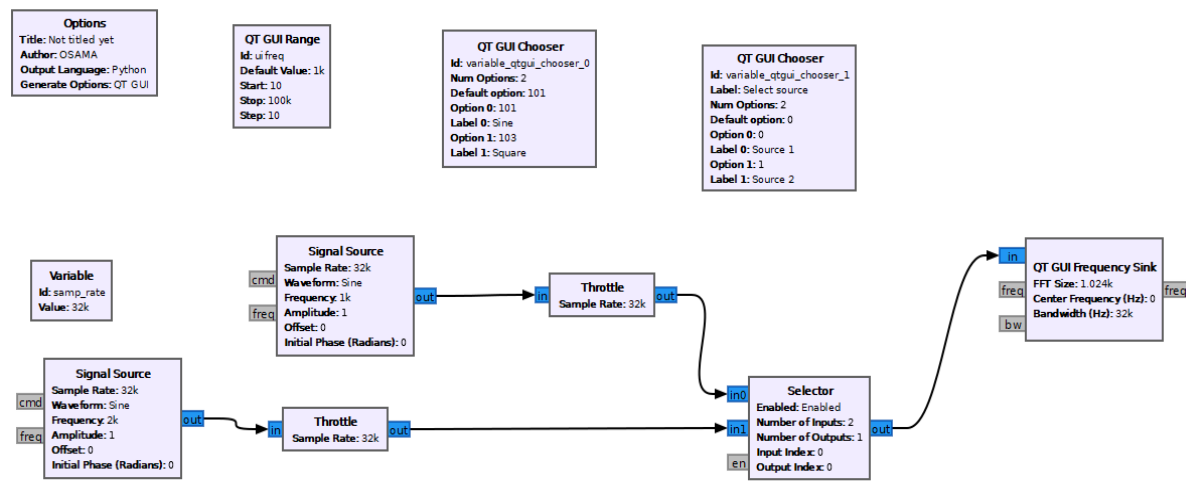 Options
Title: Not titled yet
Author: OSAMA
Output Language: Python
Generate Options: QT GUI
QT GUI Range
Id: uifreq
Default Value: 1k
Start: 10
Stop: 100k
Step: 10
QT GUI Chooser
Id: variable_qtgui_chooser_0
Num Options: 2
Default option: 101
Option 0: 101
Label 0: Sine
Option 1: 103
Label 1: Square
QT GUI Chooser
Id: variable_qtgui_chooser_1
Label: Select source
Num Options: 2
Default option: 0
Option 0: 0
Label 0: Source 1
Option 1: 1
Label 1: Source 2
Variable
Id: samp_rate
Value: 32k
cmd
freq
Signal Source
Sample Rate: 32k
Waveform: Sine
Frequency: 1k
Amplitude: 1
Offset: 0
Initial Phase (Radians): 0
out
in
Throttle
Sample Rate: 32k
out
in
freq
bw
QT GUI Frequency Sink
FFT Size: 1.024k
Center Frequency (Hz): 0
Bandwidth (Hz): 32k
freq
cmd
freq
Signal Source
Sample Rate: 32k
Waveform: Sine
Frequency: 2k
Amplitude: 1
Offset: 0
Initial Phase (Radians): 0
out
in
Throttle
Sample Rate: 32k
out
in0
in1
en
Selector
Enabled: Enabled
Number of Inputs: 2
Number of Outputs: 1
Input Index: 0
Output Index: 0
out